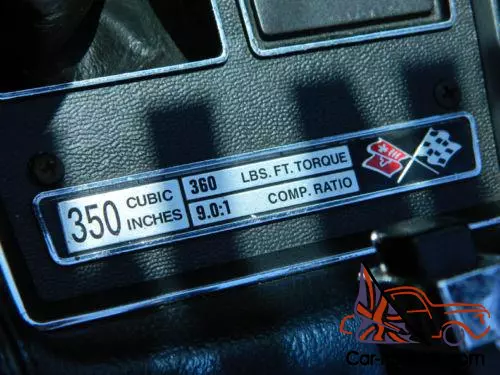 350 CUBIC INCHES
360 LBS. FT. TORQUE
9.0:1 COMP. RATIO